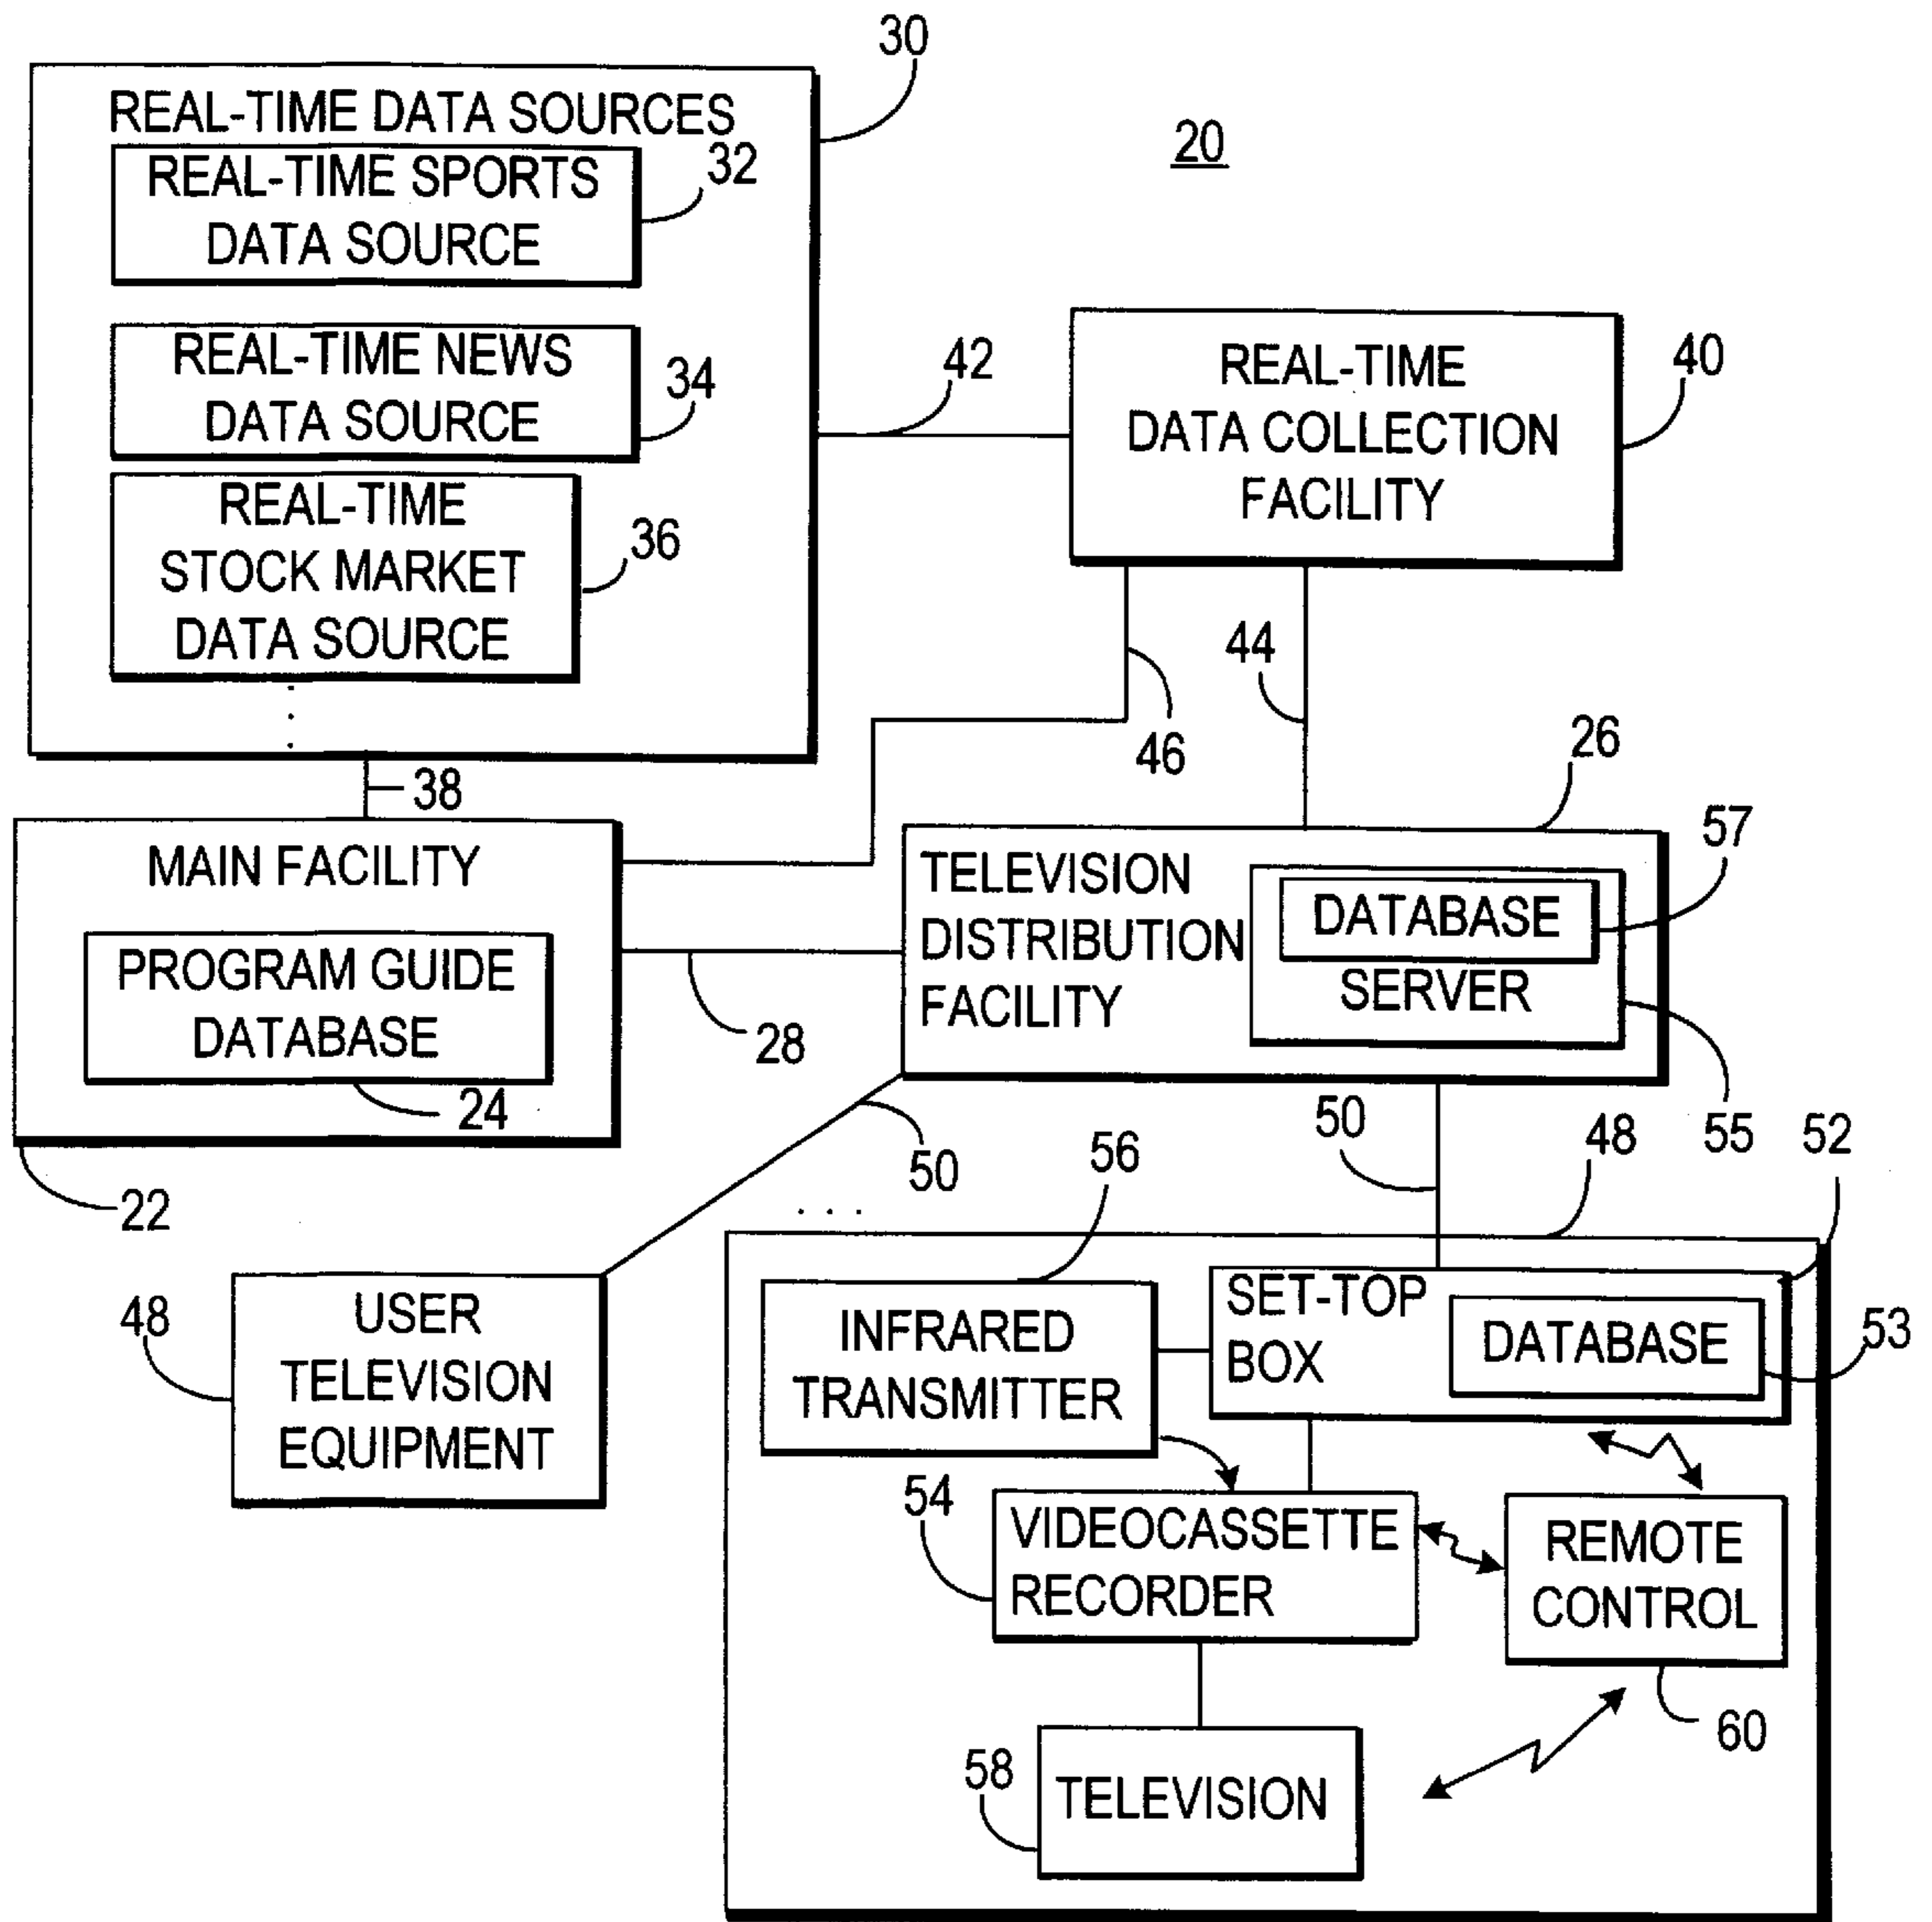 30
REAL-TIME DATA SOURCES
20
REAL-TIME SPORTS
DATA SOURCE
32
REAL-TIME NEWS
DATA SOURCE
34
REAL-TIME
STOCK MARKET
DATA SOURCE
36
42
REAL-TIME
DATA COLLECTION
FACILITY
40
44
46
38
26
57
MAIN FACILITY
PROGRAM GUIDE
DATABASE
24
22
28
TELEVISION
DISTRIBUTION
FACILITY
DATABASE
SERVER
55
50
50
48
52
56
USER
TELEVISION
EQUIPMENT
48
. . .
INFRARED
TRANSMITTER
SET-TOP
BOX
DATABASE
53
54
VIDEOCASSETTE
RECORDER
REMOTE
CONTROL
60
58
TELEVISION